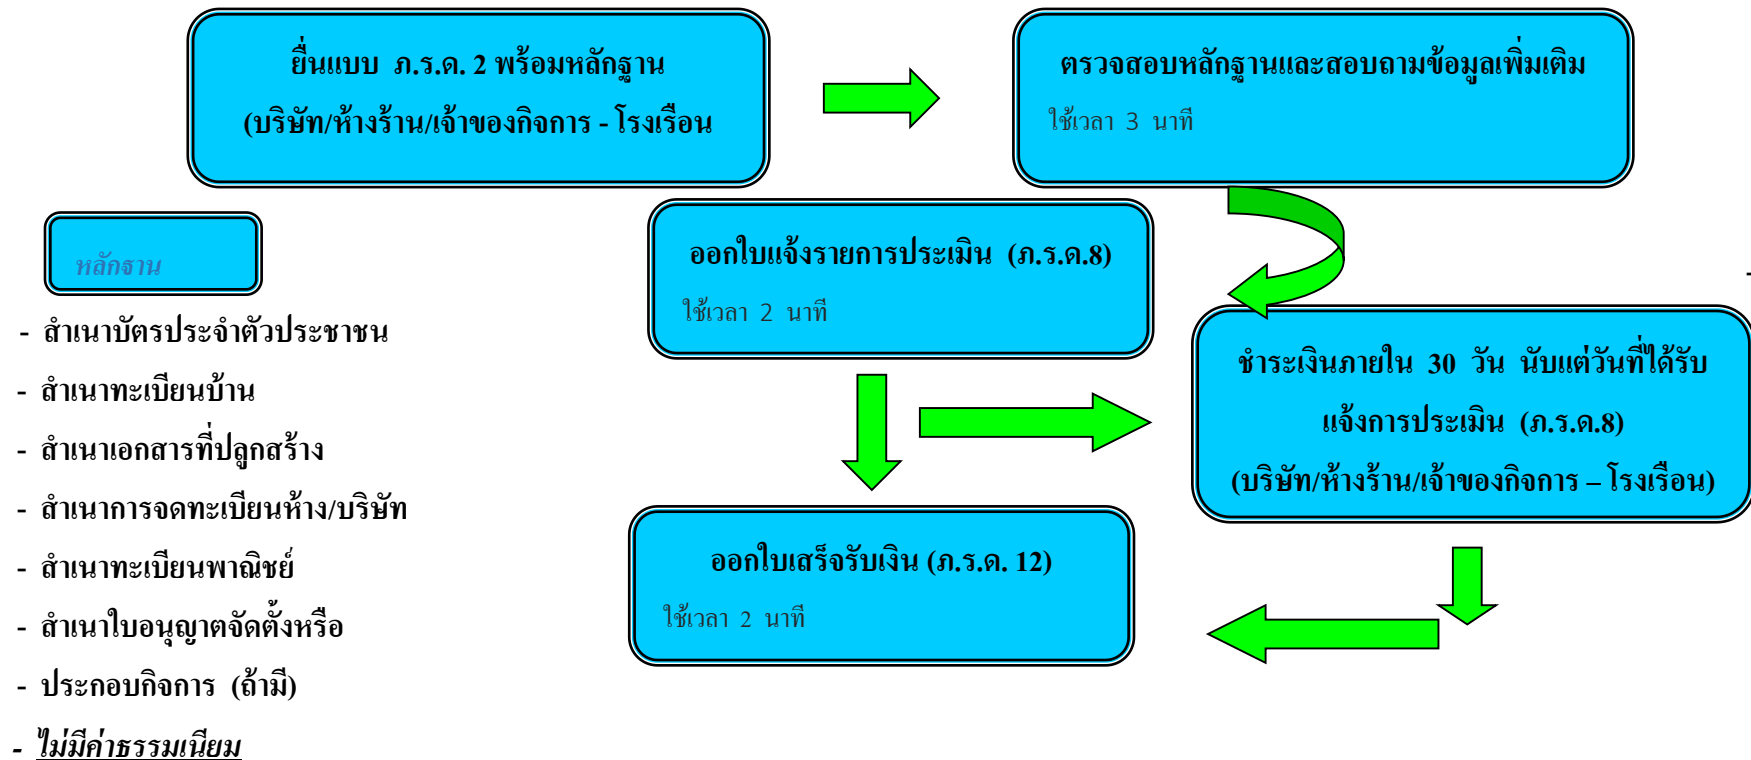 ยื่นแบบ ภ.ร.ด. 2 พร้อมหลักฐาน
(บริษัท/ห้างร้าน/เจ้าของกิจการ - โรงเรือน
ตรวจสอบหลักฐานและสอบถามข้อมูลเพิ่มเติม
ใช้เวลา 3 นาที
ออกใบแจ้งรายการประเมิน (ภ.ร.ด.8)
ใช้เวลา 2 นาที
ชำระเงินภายใน 30 วัน นับแต่วันที่ได้รับ
แจ้งการประเมิน (ภ.ร.ด.8)
(บริษัท/ห้างร้าน/เจ้าของกิจการ – โรงเรือน)
ออกใบเสร็จรับเงิน (ภ.ร.ด. 12)
ใช้เวลา 2 นาที
หลักฐาน
- สำเนาบัตรประจำตัวประชาชน
- สำเนาทะเบียนบ้าน
- สำเนาเอกสารที่ปลูกสร้าง
- สำเนาการจดทะเบียนห้าง/บริษัท
- สำเนาทะเบียนพาณิชย์
- สำเนาใบอนุญาตจัดตั้งหรือ
- ประกอบกิจการ (ถ้ามี)
- ไม่มีค่าธรรมเนียม
-